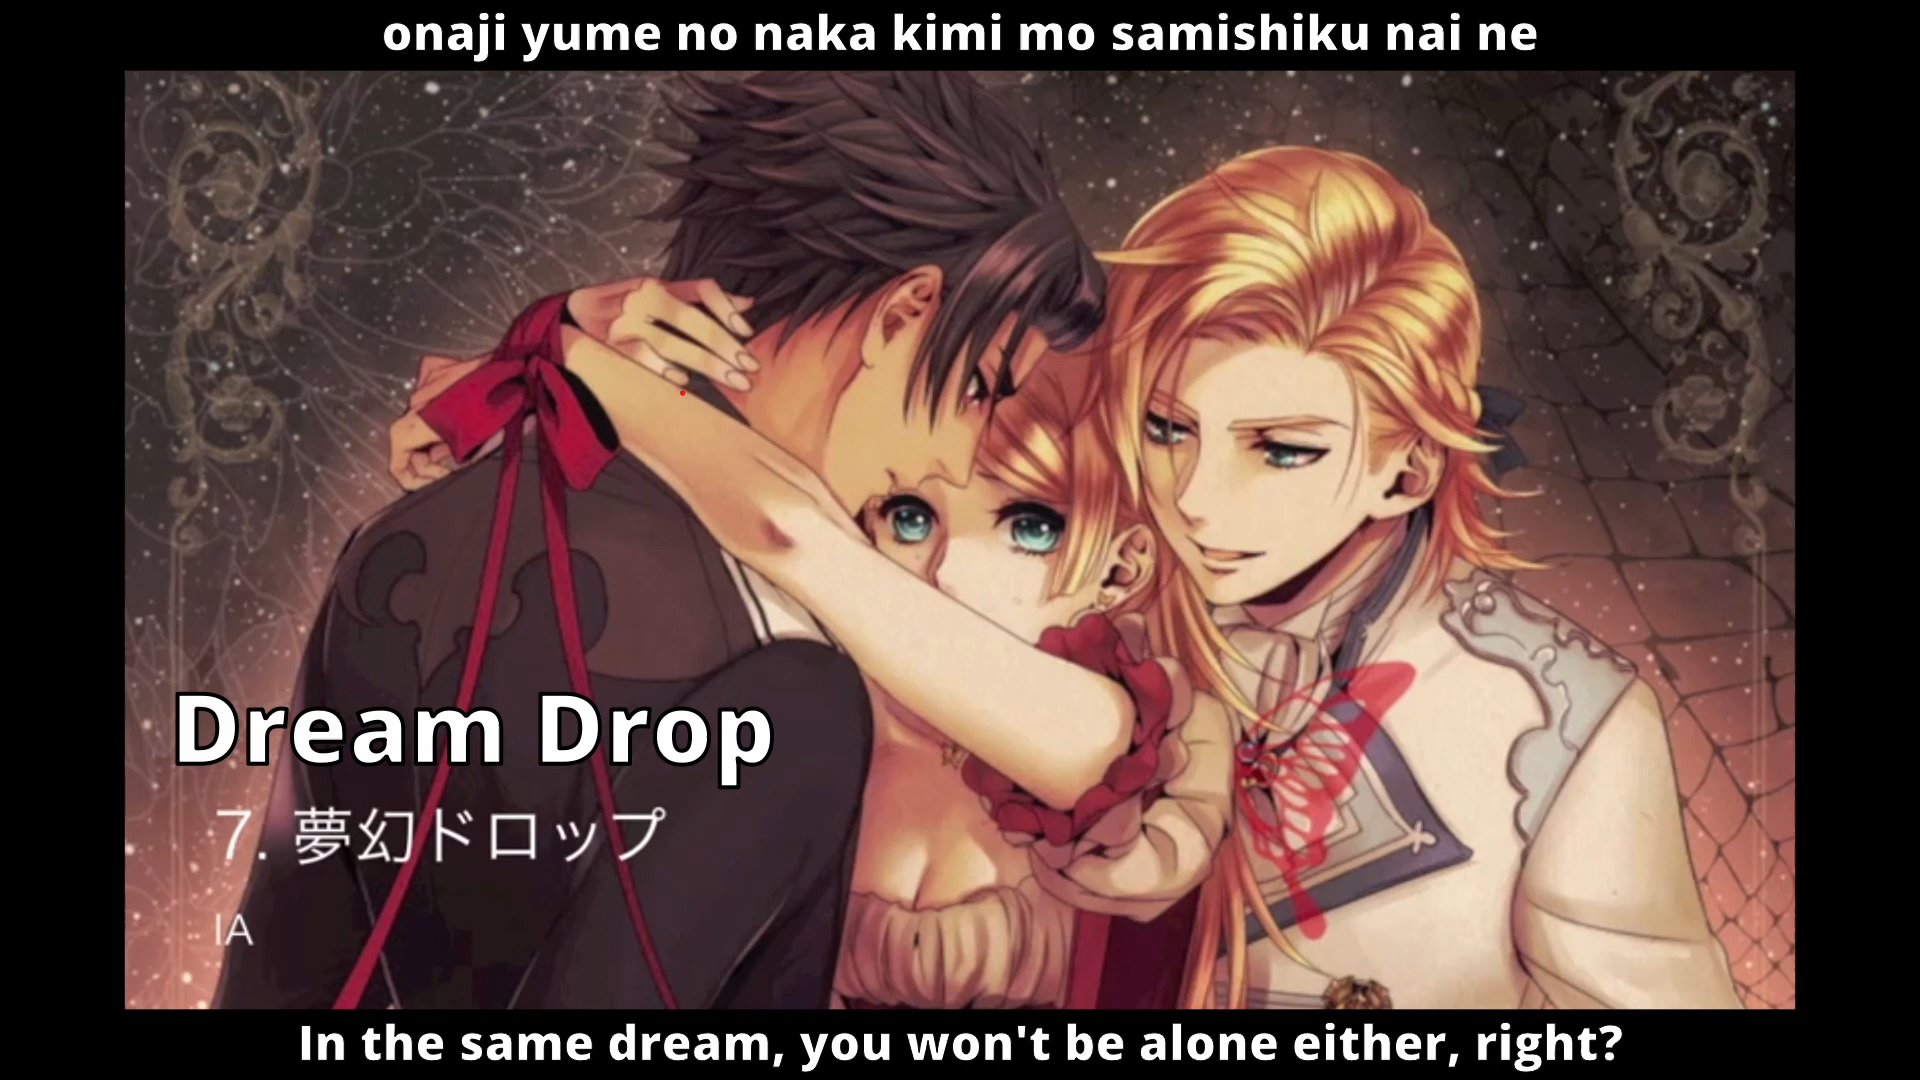 onaji yume no naka kimi mo samishiku nai ne
Dream Drop
7. 夢幻ドロップ
IA
In the same dream, you won't be alone either, right?